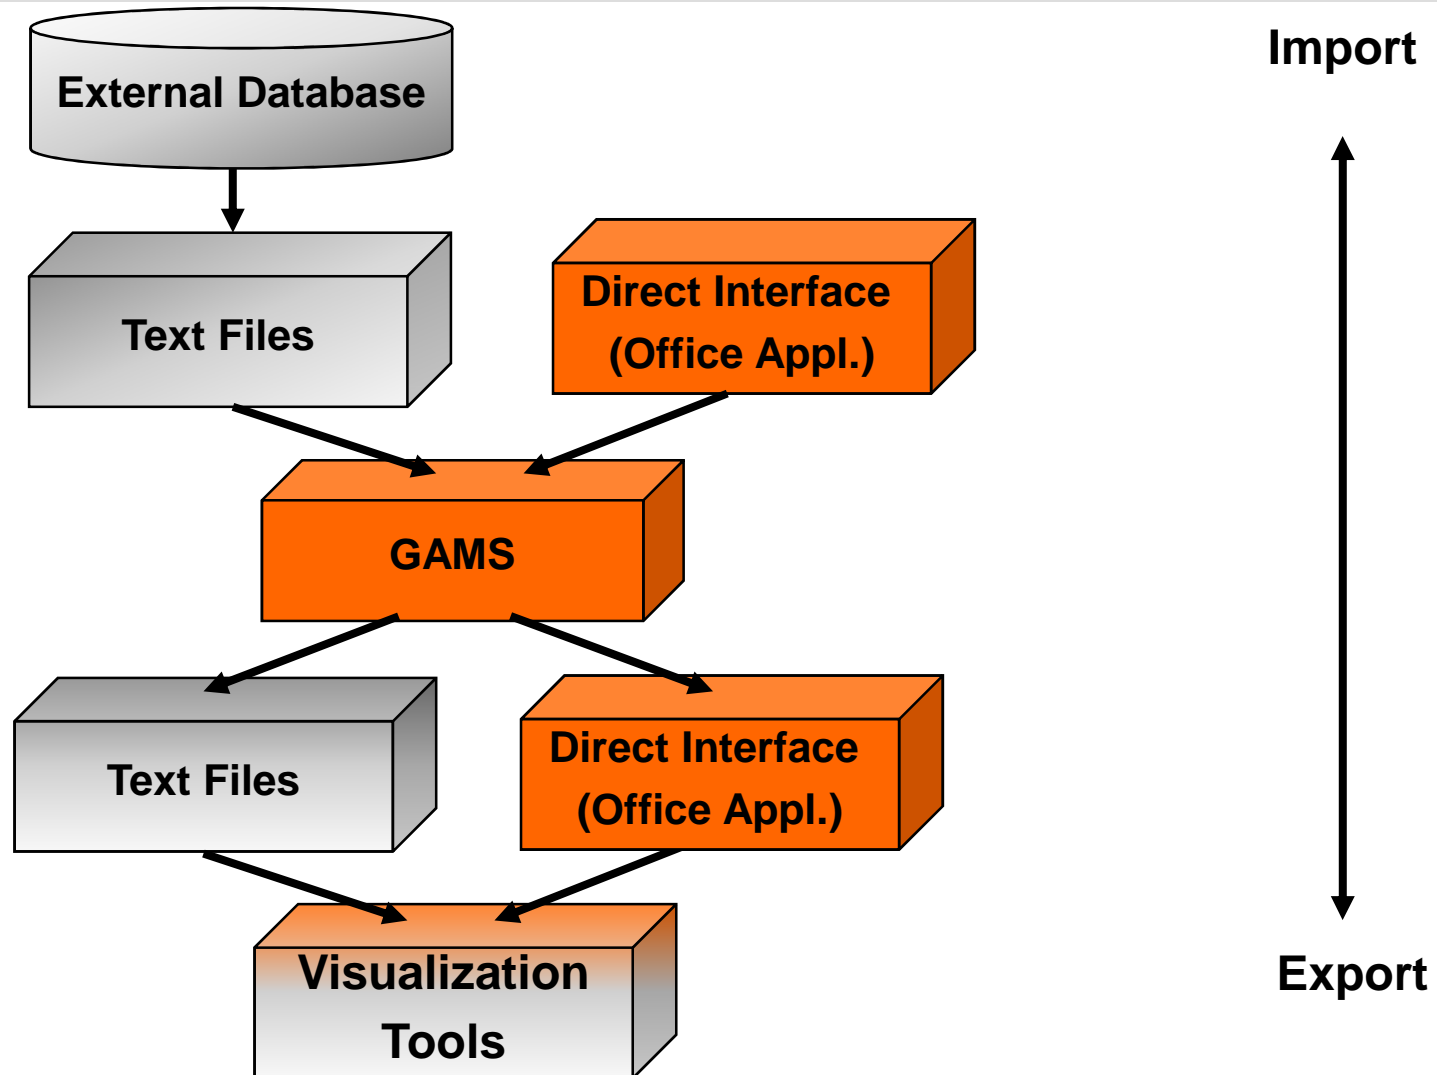 External Database
Import
Text Files
Direct Interface
(Office Appl.)
GAMS
Text Files
Direct Interface
(Office Appl.)
Visualization
Tools
Export